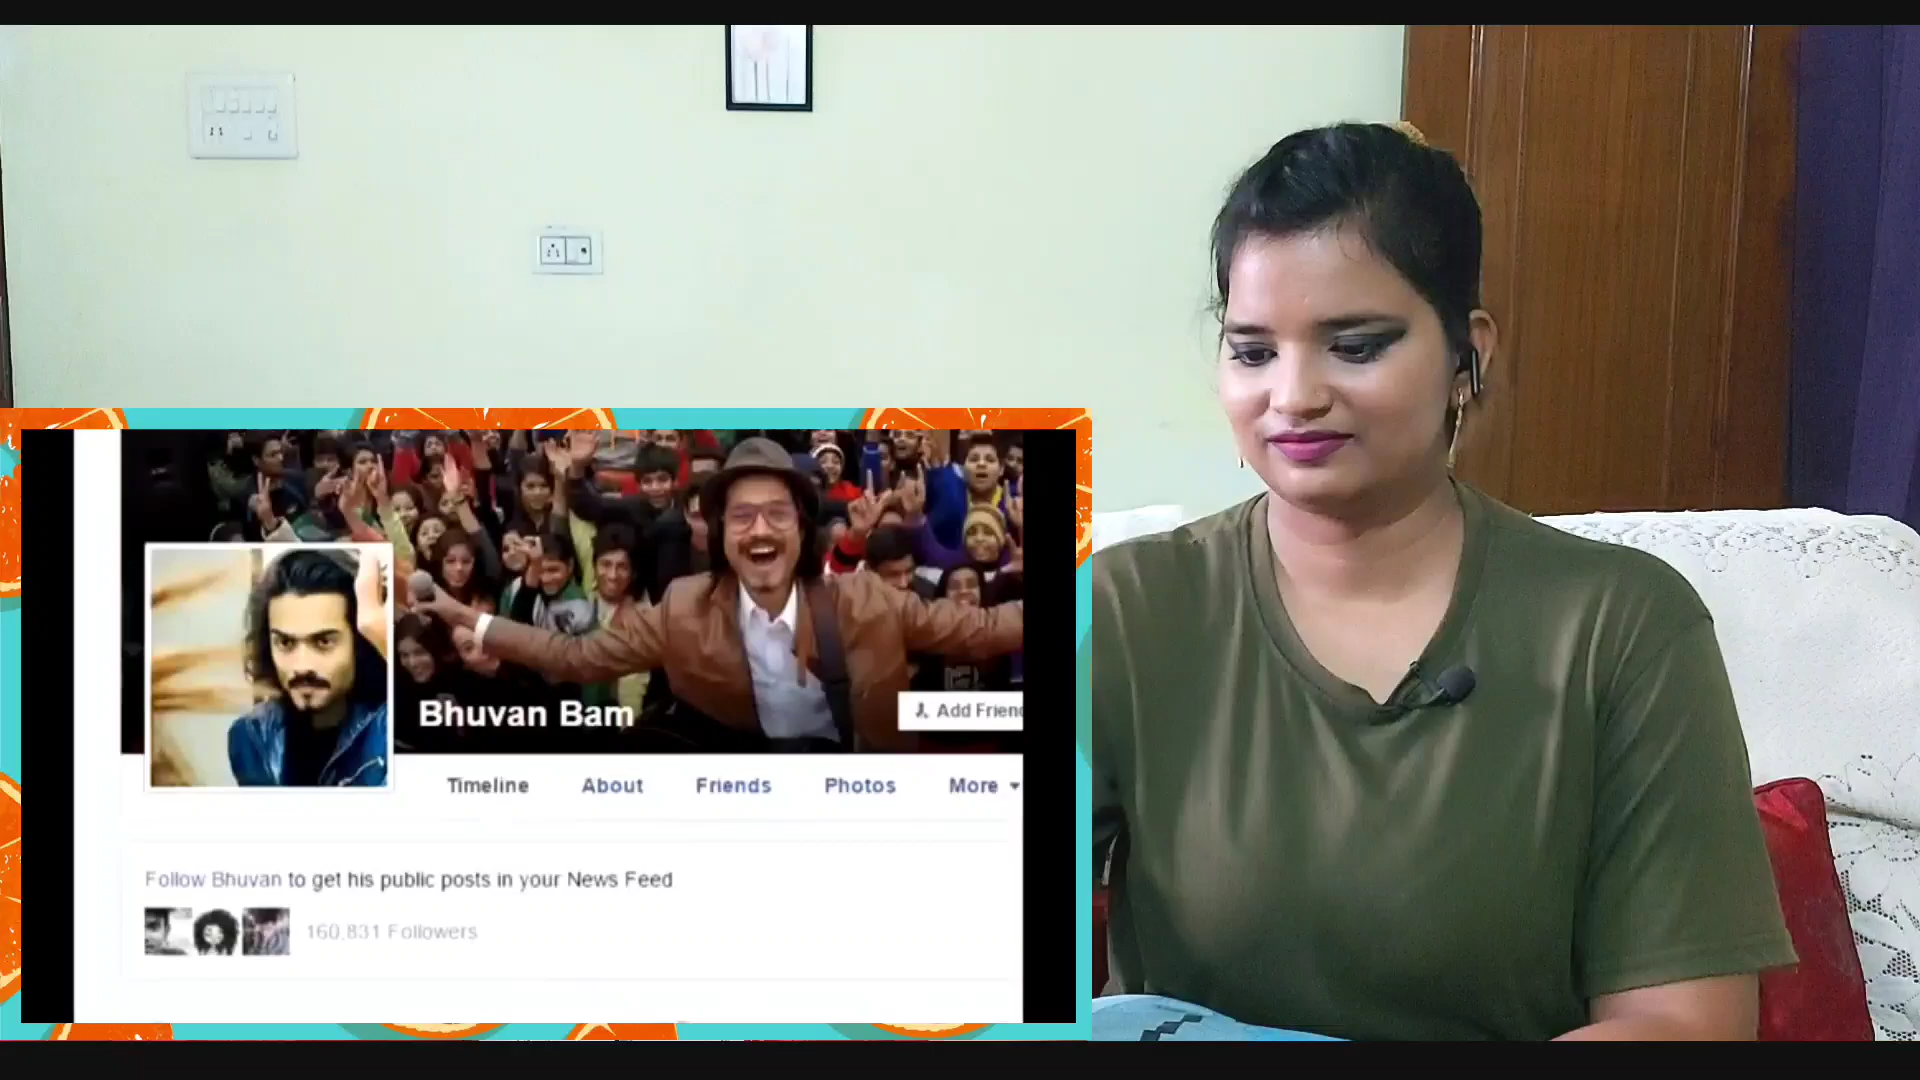 Bhuvan Bam
Add Frien
Timeline About Friends Photos More
Follow Bhuvan to get his public posts in your News Feed
160,831 Followers